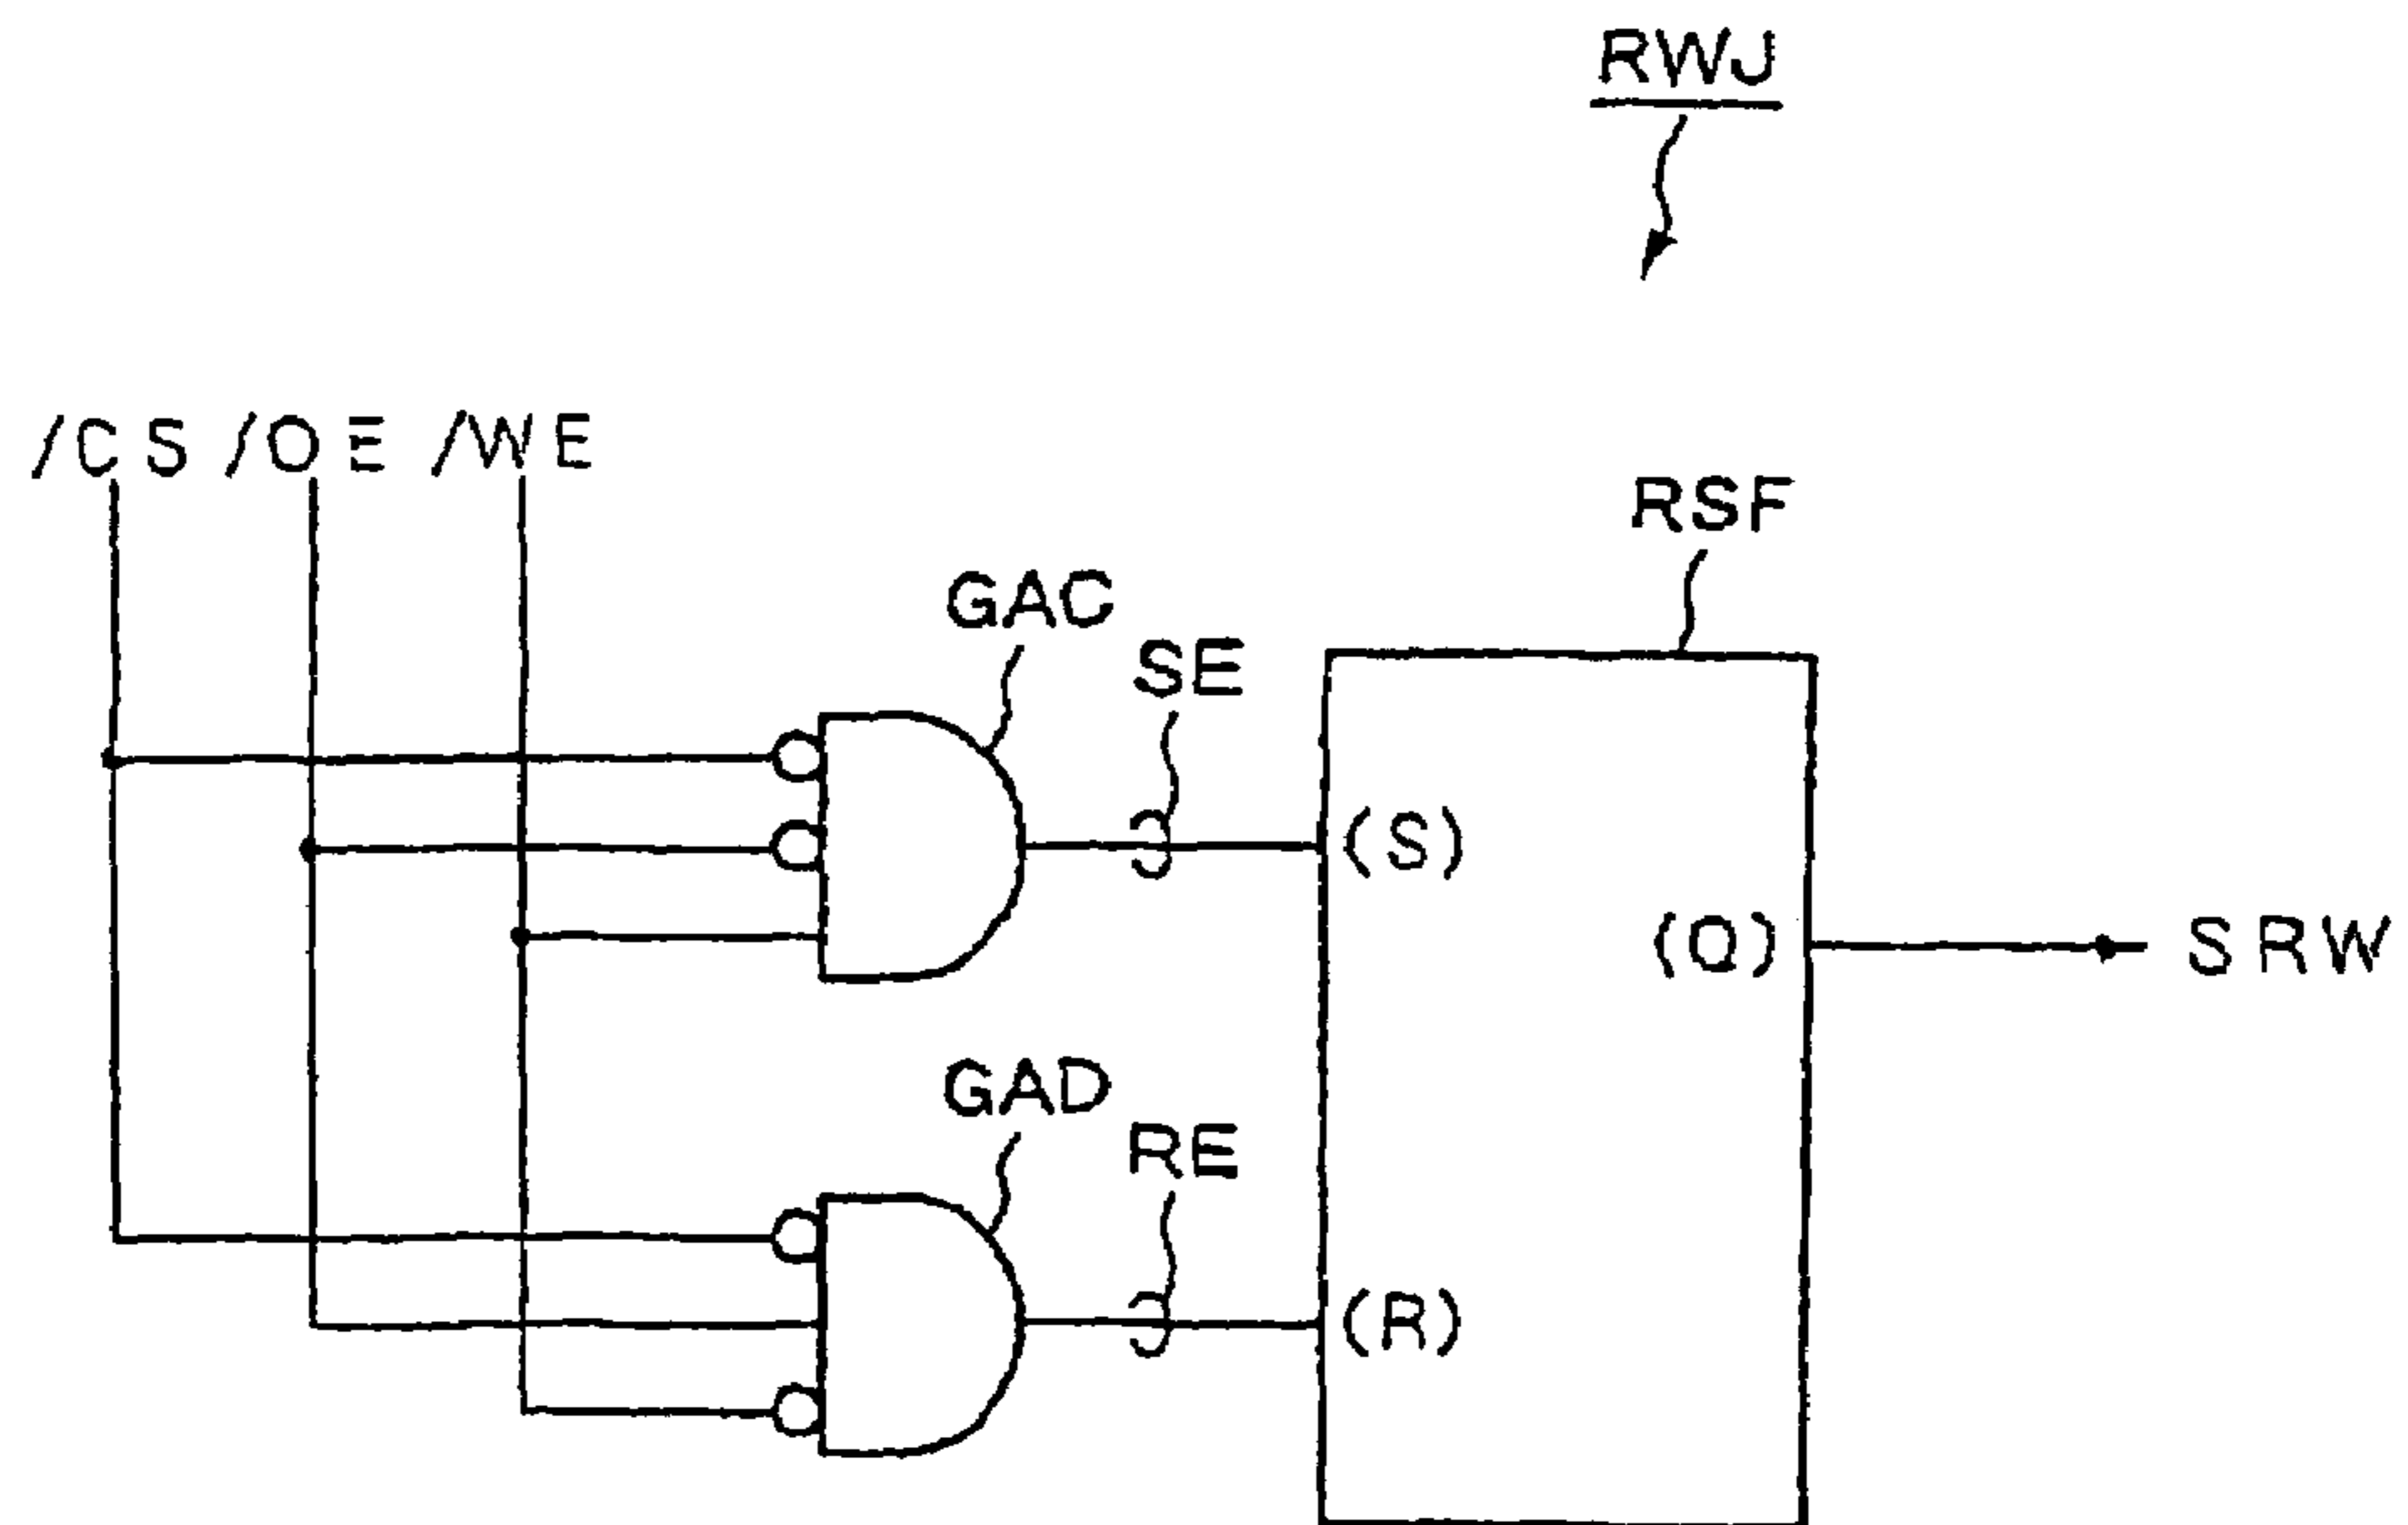 RWJ
/CS /OE /WE
RSF
GAC
SE
(S)
(Q)
SRW
GAD
RE
(R)